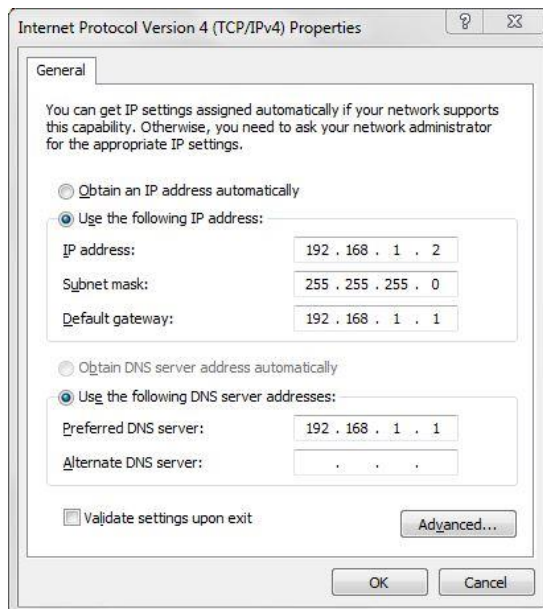 Internet Protocol Version 4 (TCP/IPv4) Properties
?
General
You can get IP settings assigned automatically if your network supports
this capability. Otherwise, you need to ask your network administrator
for the appropriate IP settings.
Obtain an IP address automatically
Use the following IP address:
IP address: 192 . 168 . 1 . 2
Subnet mask: 255 . 255 . 255 . 0
Default gateway: 192 . 168 . 1 . 1
Obtain DNS server address automatically
Use the following DNS server addresses:
Preferred DNS server: 192 . 168 . 1 . 1
Alternate DNS server: . . .
Validate settings upon exit
Advanced...
OK Cancel